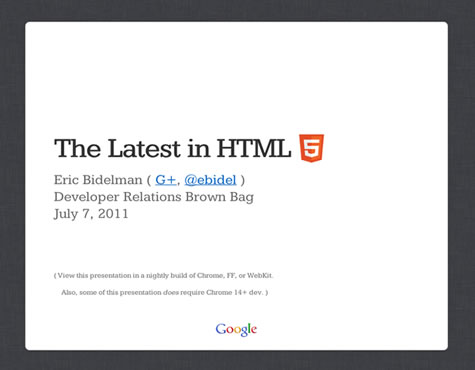 The Latest in HTML 5
Eric Bidelman ( G+, @ebidel )
Developer Relations Brown Bag
July 7, 2011
( View this presentation in a nightly build of Chrome, FF, or WebKit.
Also, some of this presentation does require Chrome 14+ dev. )
Google